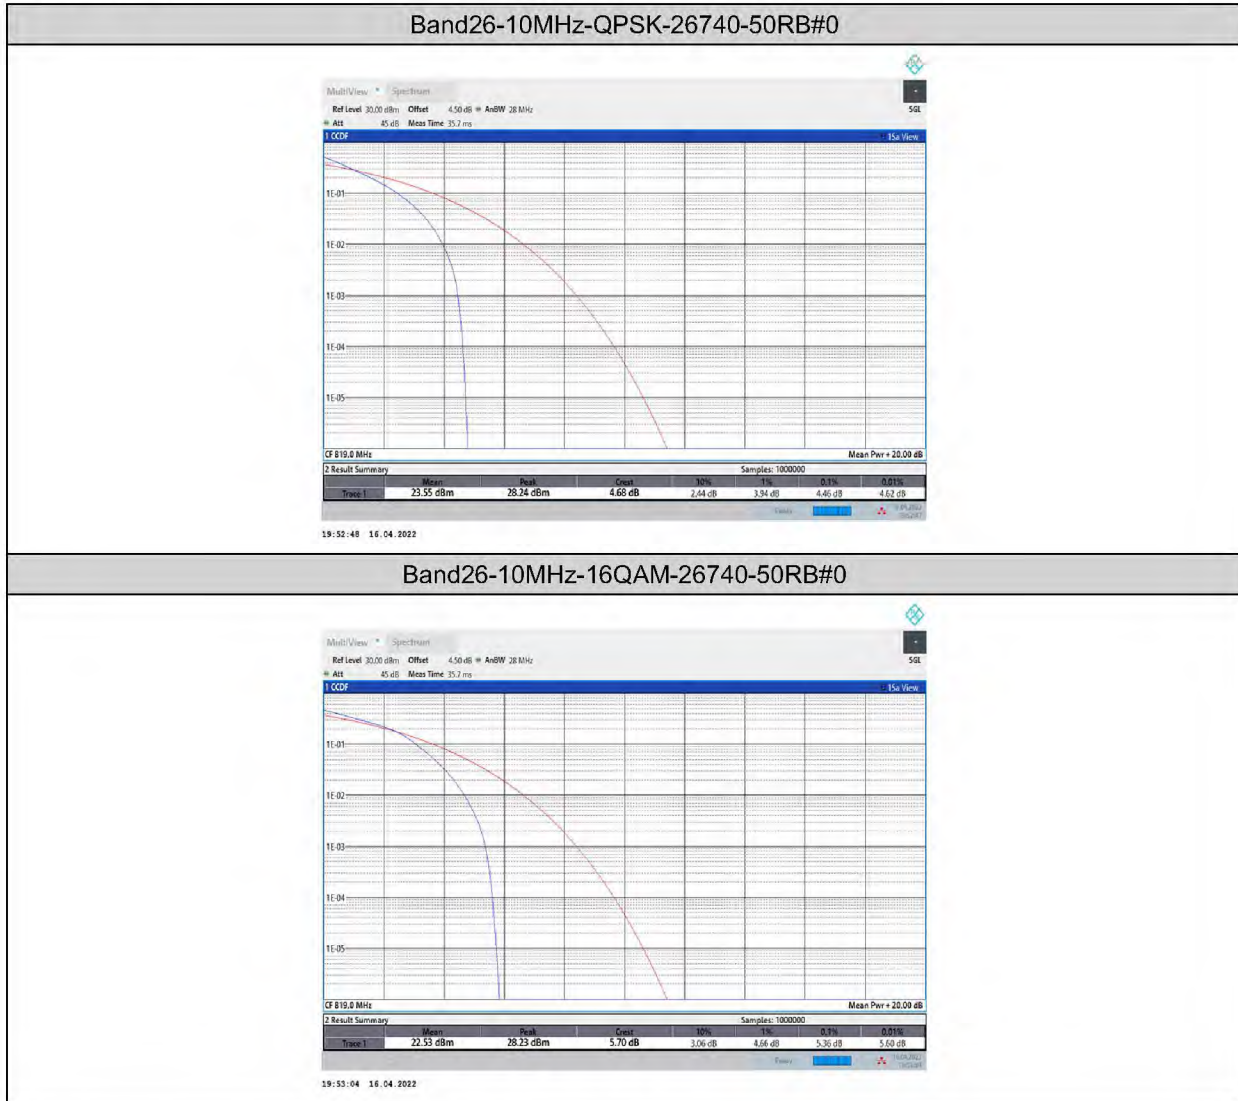 Band26-10MHz-QPSK-26740-50RB#0
MultiView Spectrum
Ref Level 30.00 dBm Offset 4.50 dB AnBW 28 MHz
SGL
Att 45 dB Meas Time 35.7 ms
1 CCDF 1Sa View
1E-01
1E-02
1E-03
1E-04
1E-05
CF 819.0 MHz Mean Pwr + 20.00 dB
2 Result Summary Samples: 1000000
Mean Peak Crest 10% 1% 0.1% 0.01%
Trace 1 23.55 dBm 28.24 dBm 4.68 dB 2.44 dB 3.94 dB 4.46 dB 4.62 dB
19:52:48 16.04.2022
Band26-10MHz-16QAM-26740-50RB#0
MultiView Spectrum
Ref Level 30.00 dBm Offset 4.50 dB AnBW 28 MHz
SGL
Att 45 dB Meas Time 35.7 ms
1 CCDF 1Sa View
1E-01
1E-02
1E-03
1E-04
1E-05
CF 819.0 MHz Mean Pwr + 20.00 dB
2 Result Summary Samples: 1000000
Mean Peak Crest 10% 1% 0.1% 0.01%
Trace 1 22.53 dBm 28.23 dBm 5.70 dB 3.06 dB 4.66 dB 5.36 dB 5.60 dB
19:53:04 16.04.2022